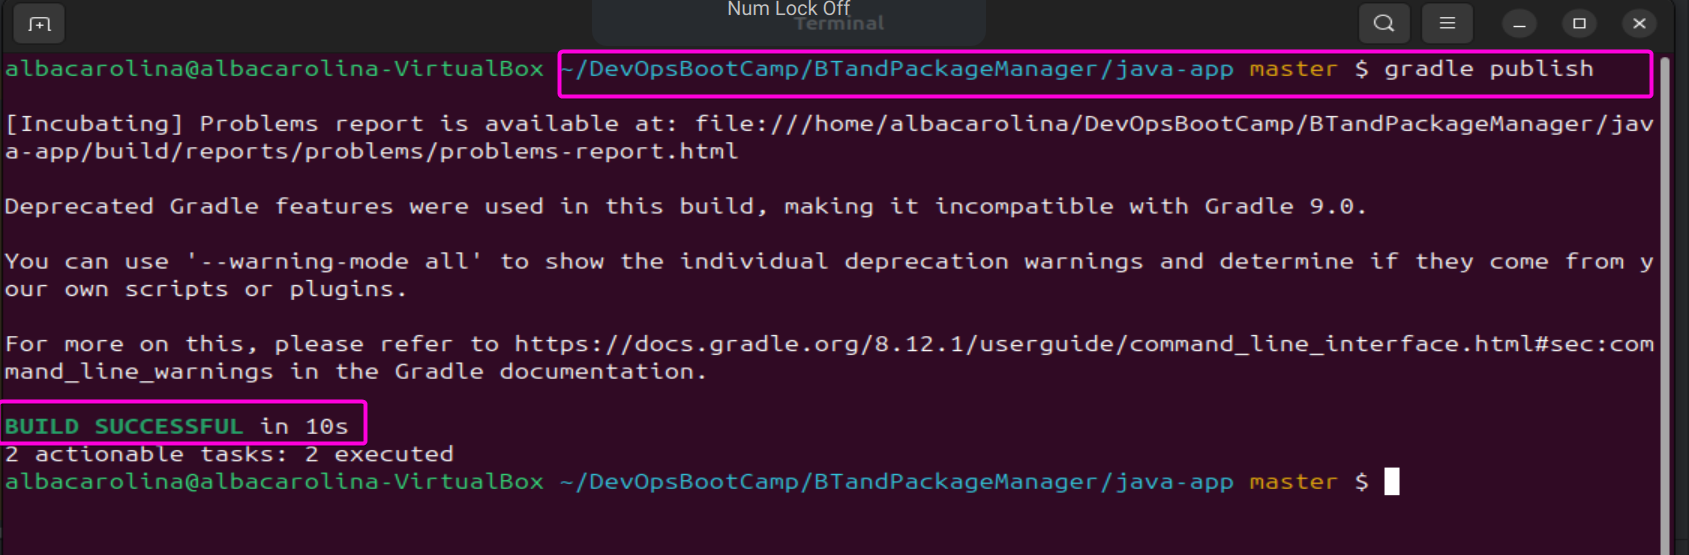 Num Lock Off
Terminal
albacarolina@albacarolina-VirtualBox ~/DevOpsBootCamp/BTandPackageManager/java-app master $ gradle publish
[Incubating] Problems report is available at: file:///home/albacarolina/DevOpsBootCamp/BTandPackageManager/jav
a-app/build/reports/problems/problems-report.html
Deprecated Gradle features were used in this build, making it incompatible with Gradle 9.0.
You can use '--warning-mode all' to show the individual deprecation warnings and determine if they come from y
our own scripts or plugins.
For more on this, please refer to https://docs.gradle.org/8.12.1/userguide/command_line_interface.html#sec:com
mand_line_warnings in the Gradle documentation.
BUILD SUCCESSFUL in 10s
2 actionable tasks: 2 executed
albacarolina@albacarolina-VirtualBox ~/DevOpsBootCamp/BTandPackageManager/java-app master $